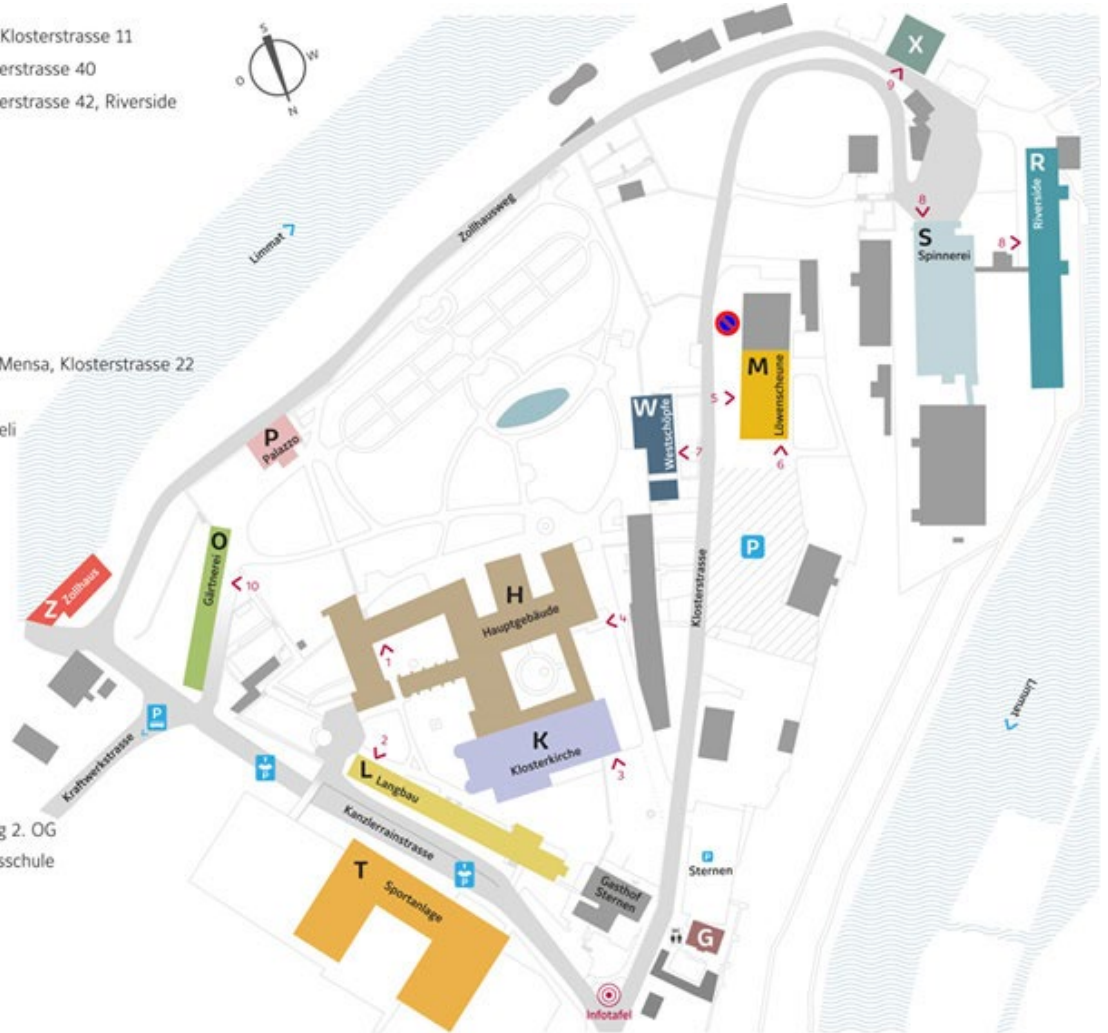 Klosterstrasse 11
erstrasse 40
erstrasse 42, Riverside
S
W
O
N
X
9
R
Riverside
8
S
Spinnerei
8
Limmat
Zollhausweg
Mensa, Klosterstrasse 22
eli
M
Löwenscheune
5
6
W
Westschöpfe
7
P
Palazzo
P
Klosterstrasse
O
Gärtnerei
10
Z Zollhaus
H
Hauptgebäude
4
1
K
Klosterkirche
3
2
L Langbau
P
Kraftwerkstrasse
P
Kanzlerrainstrasse
P
Limmat
g 2. OG
sschule
T
Sportanlage
P
Sternen
Gasthof
Sternen
G
Infotafel